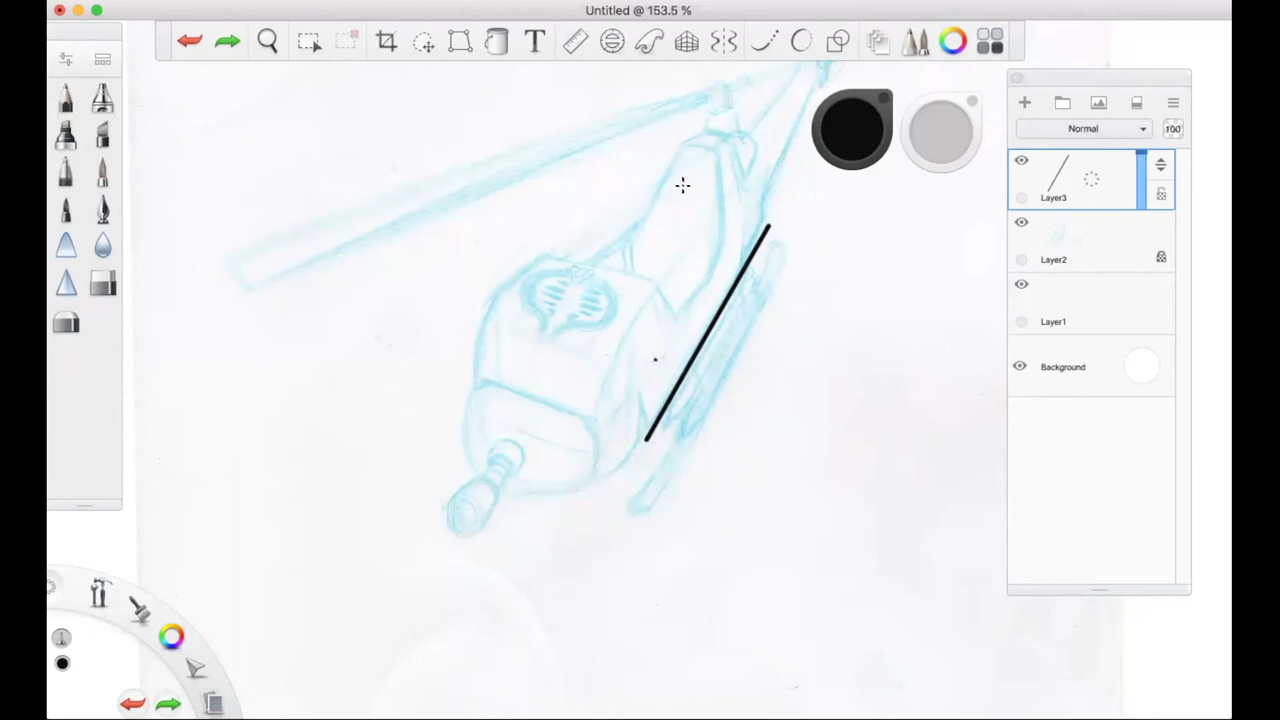 Untitled @ 153.5 %
T
Normal
100
Layer3
Layer2
Layer1
Background